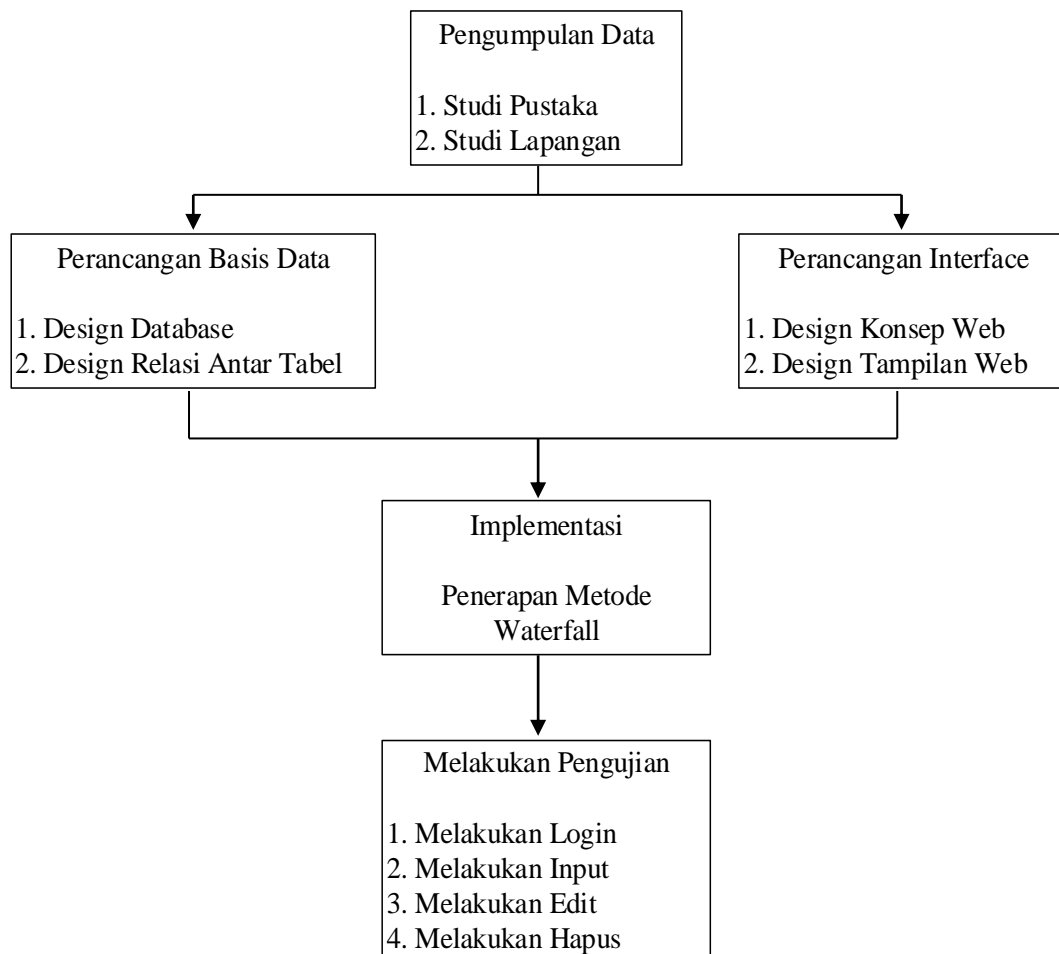 Pengumpulan Data
1. Studi Pustaka
2. Studi Lapangan
Perancangan Basis Data
1. Design Database
2. Design Relasi Antar Tabel
Perancangan Interface
1. Design Konsep Web
2. Design Tampilan Web
Implementasi
Penerapan Metode
Waterfall
Melakukan Pengujian
1. Melakukan Login
2. Melakukan Input
3. Melakukan Edit
4. Melakukan Hapus